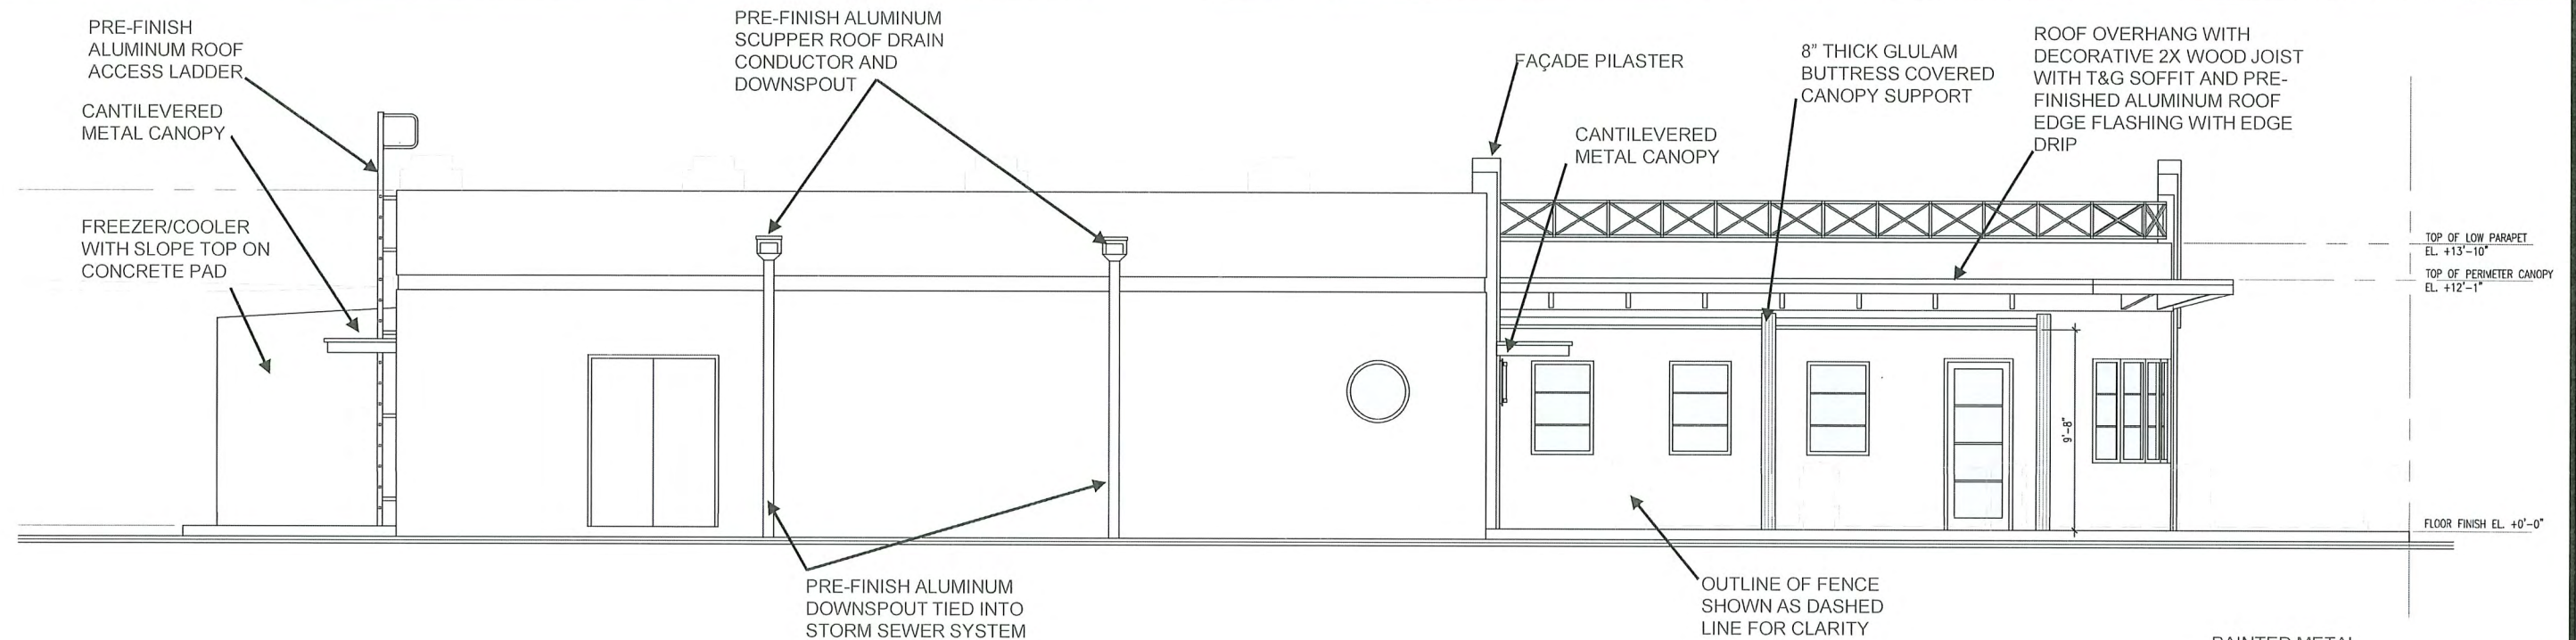 PRE-FINISH
ALUMINUM ROOF
ACCESS LADDER
CANTILEVERED
METAL CANOPY
FREEZER/COOLER
WITH SLOPE TOP ON
CONCRETE PAD
PRE-FINISH ALUMINUM
SCUPPER ROOF DRAIN
CONDUCTOR AND
DOWNSPOUT
PRE-FINISH ALUMINUM
DOWNSPOUT TIED INTO
STORM SEWER SYSTEM
FAÇADE PILASTER
CANTILEVERED
METAL CANOPY
8" THICK GLULAM
BUTTRESS COVERED
CANOPY SUPPORT
ROOF OVERHANG WITH
DECORATIVE 2X WOOD JOIST
WITH T&G SOFFIT AND PRE-
FINISHED ALUMINUM ROOF
EDGE FLASHING WITH EDGE
DRIP
TOP OF LOW PARAPET
EL. +13'-10"
TOP OF PERIMETER CANOPY
EL. +12'-1"
9'-8"
FLOOR FINISH EL. +0'-0"
OUTLINE OF FENCE
SHOWN AS DASHED
LINE FOR CLARITY
PAINTED METAL